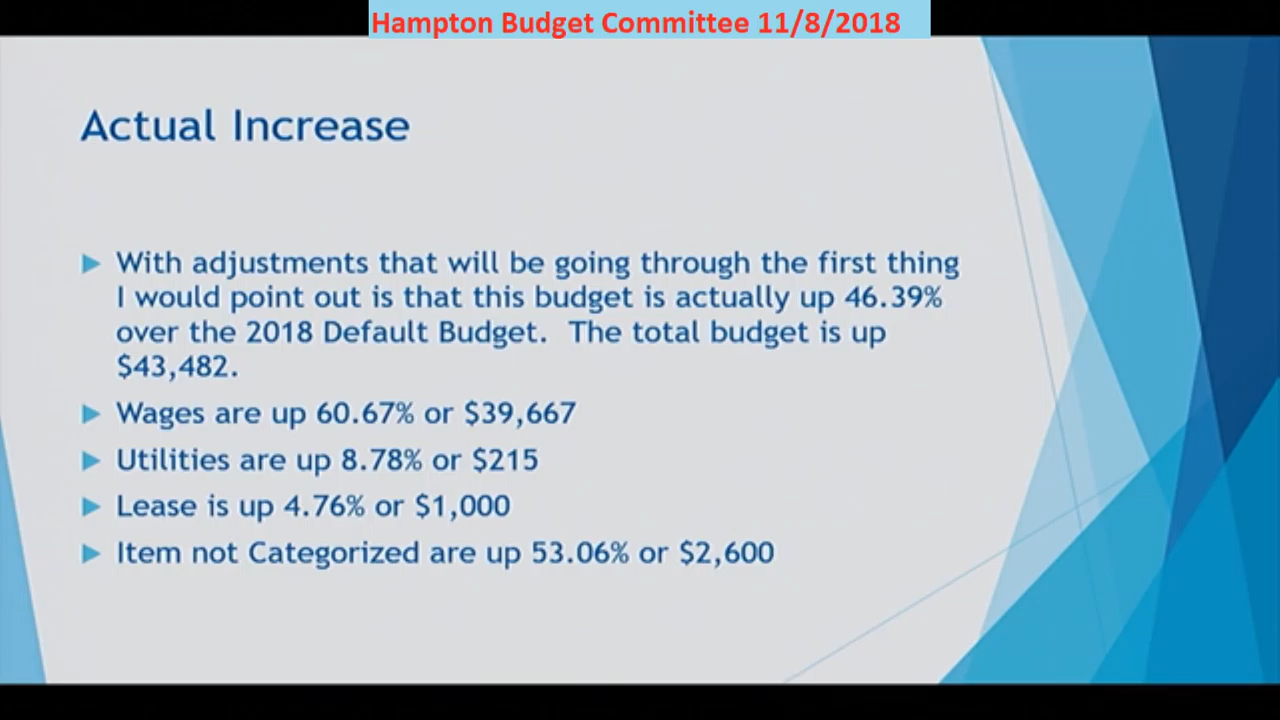 Hampton Budget Committee 11/8/2018
Actual Increase
With adjustments that will be going through the first thing
I would point out is that this budget is actually up 46.39%
over the 2018 Default Budget. The total budget is up
$43,482.
Wages are up 60.67% or $39,667
Utilities are up 8.78% or $215
Lease is up 4.76% or $1,000
Item not Categorized are up 53.06% or $2,600